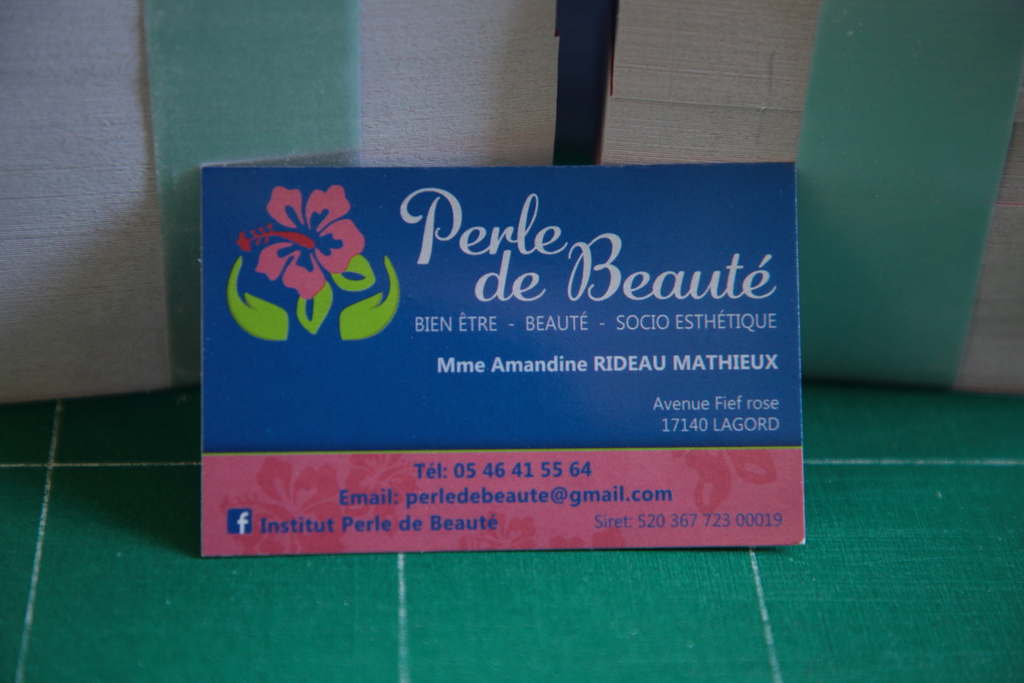 Perle
de Beauté
BIEN ÊTRE - BEAUTÉ - SOCIO ESTHÉTIQUE
Mme Amandine RIDEAU MATHIEUX
Avenue Fief rose
17140 LAGORD
Tél: 05 46 41 55 64
Email: perledebeaute@gmail.com
f Institut Perle de Beauté
Siret: 520 367 723 00019